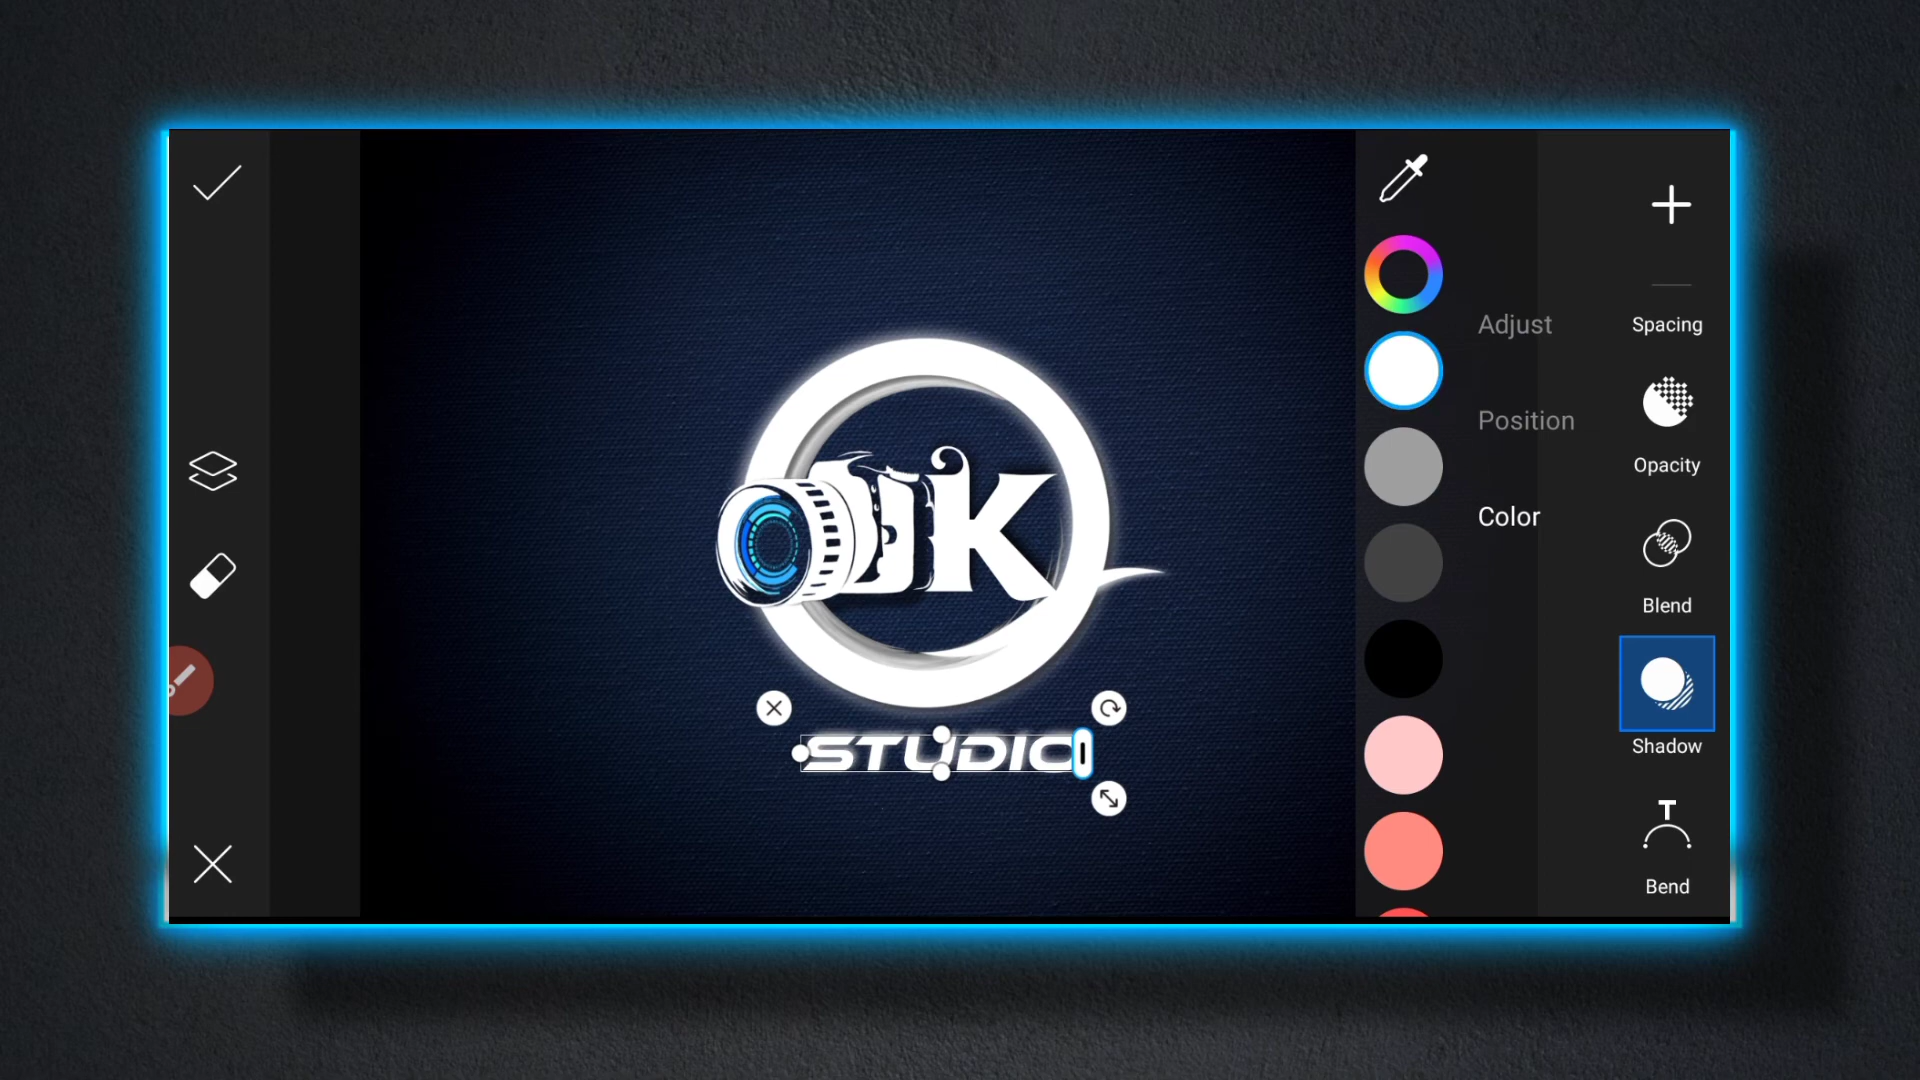 Adjust
Position
Color
Spacing
Opacity
Blend
Shadow
T
Bend
JK
STUDIO